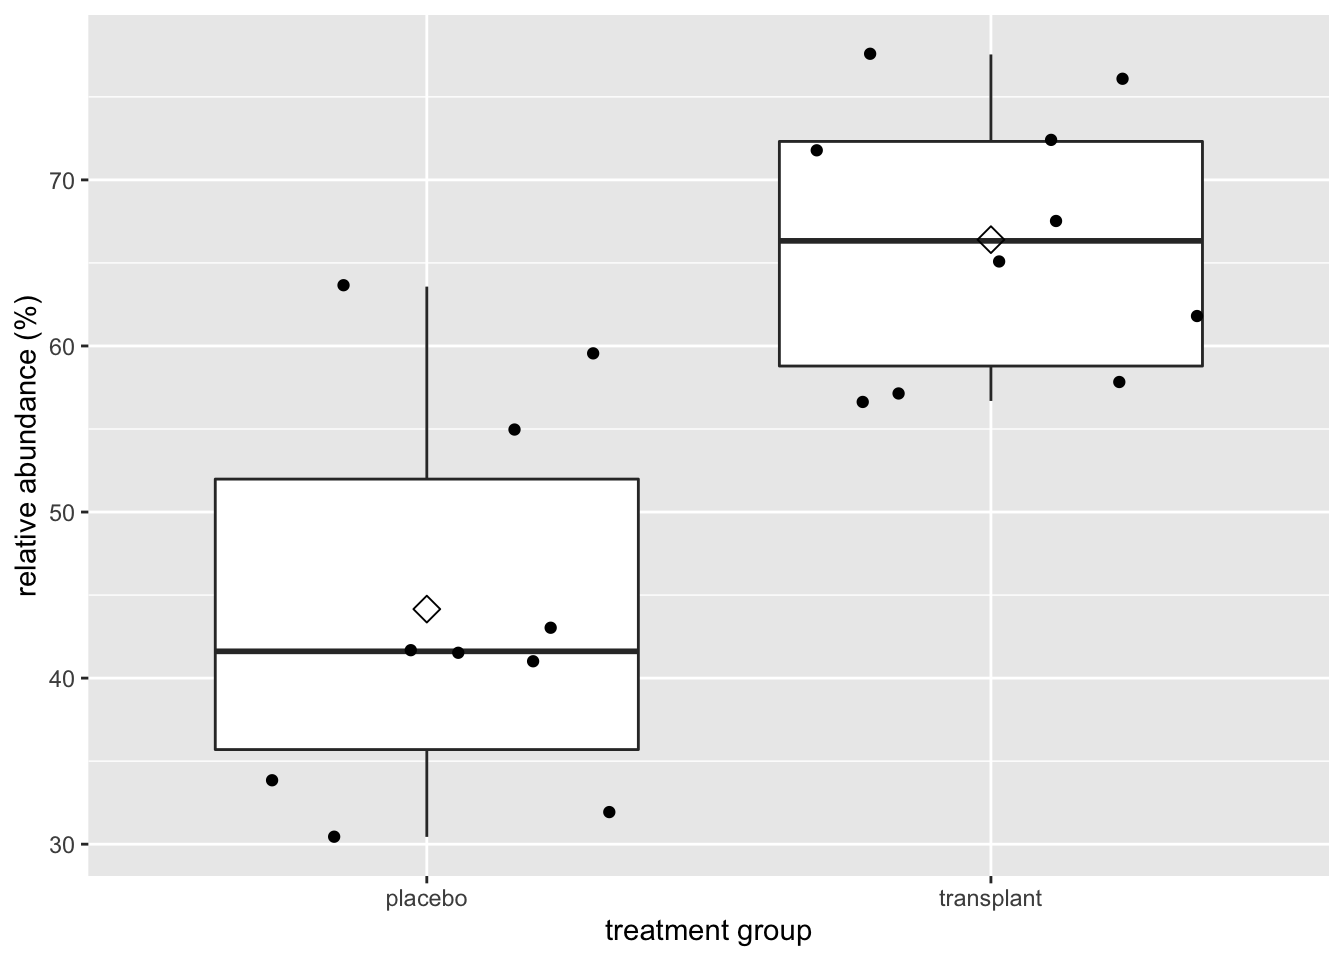 relative abundance (%)
70
60
50
40
30
placebo
transplant
treatment group